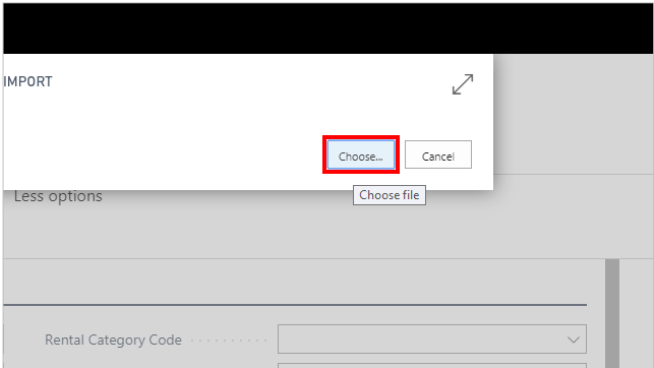 IMPORT
Choose...
Cancel
Choose file
Less options
Rental Category Code